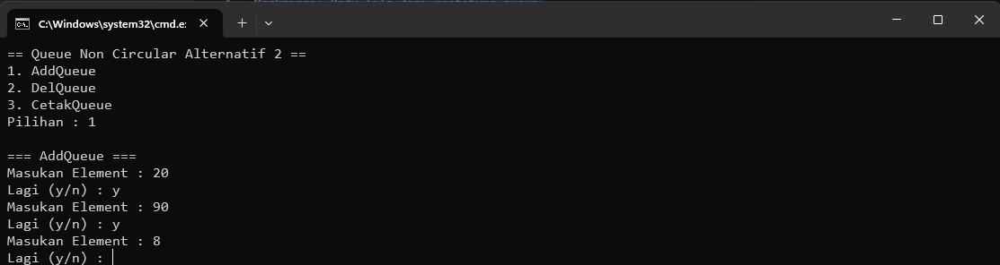 C:\Windows\system32\cmd.e
== Queue Non Circular Alternatif 2 ==
1. AddQueue
2. DelQueue
3. CetakQueue
Pilihan : 1
=== AddQueue ===
Masukan Element : 20
Lagi (y/n) : y
Masukan Element : 90
Lagi (y/n) : y
Masukan Element : 8
Lagi (y/n) :